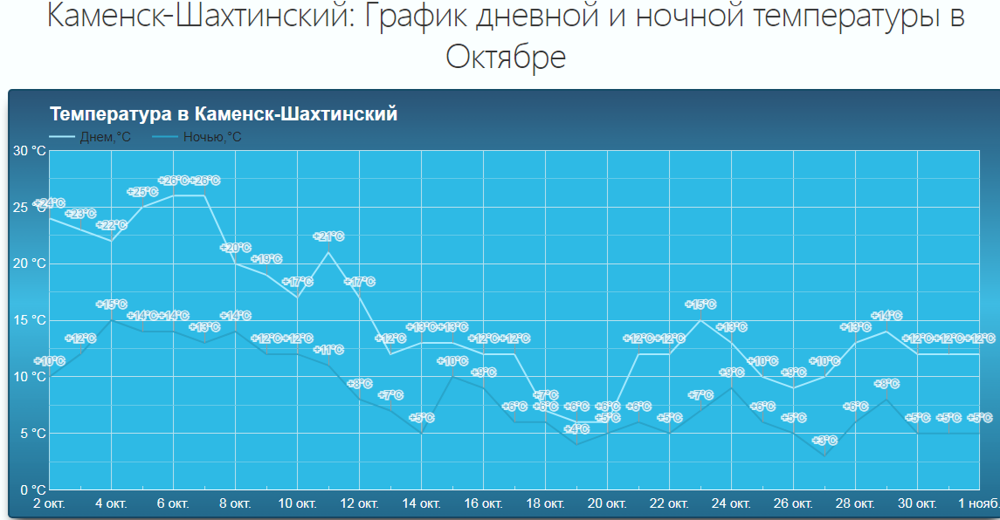 Каменск-Шахтинский: График дневной и ночной температуры в
Октябре
Температура в Каменск-Шахтинский
Днем,°C Ночью,°C
30 °C
+26°C +26°C
+25°C
25 °C +24°C
+23°C
+22°C
+21°C
20 °C +20°C
+19°C
+17°C +17°C
+15°C +15°C
15 °C +14°C +14°C +14°C +14°C
+13°C +13°C +13°C +13°C +13°C
+12°C +12°C +12°C +12°C +12°C +12°C +12°C +12°C +12°C +12°C +12°C
+11°C
10 °C +10°C +10°C +10°C +10°C
+9°C +9°C +9°C
+8°C +8°C
+7°C +7°C +7°C
+6°C +6°C +6°C +6°C +6°C +6°C +6°C
5 °C +5°C +5°C +5°C +5°C +5°C +5°C +5°C
+4°C
+3°C
0 °C
2 окт. 4 окт. 6 окт. 8 окт. 10 окт. 12 окт. 14 окт. 16 окт. 18 окт. 20 окт. 22 окт. 24 окт. 26 окт. 28 окт. 30 окт. 1 нояб.